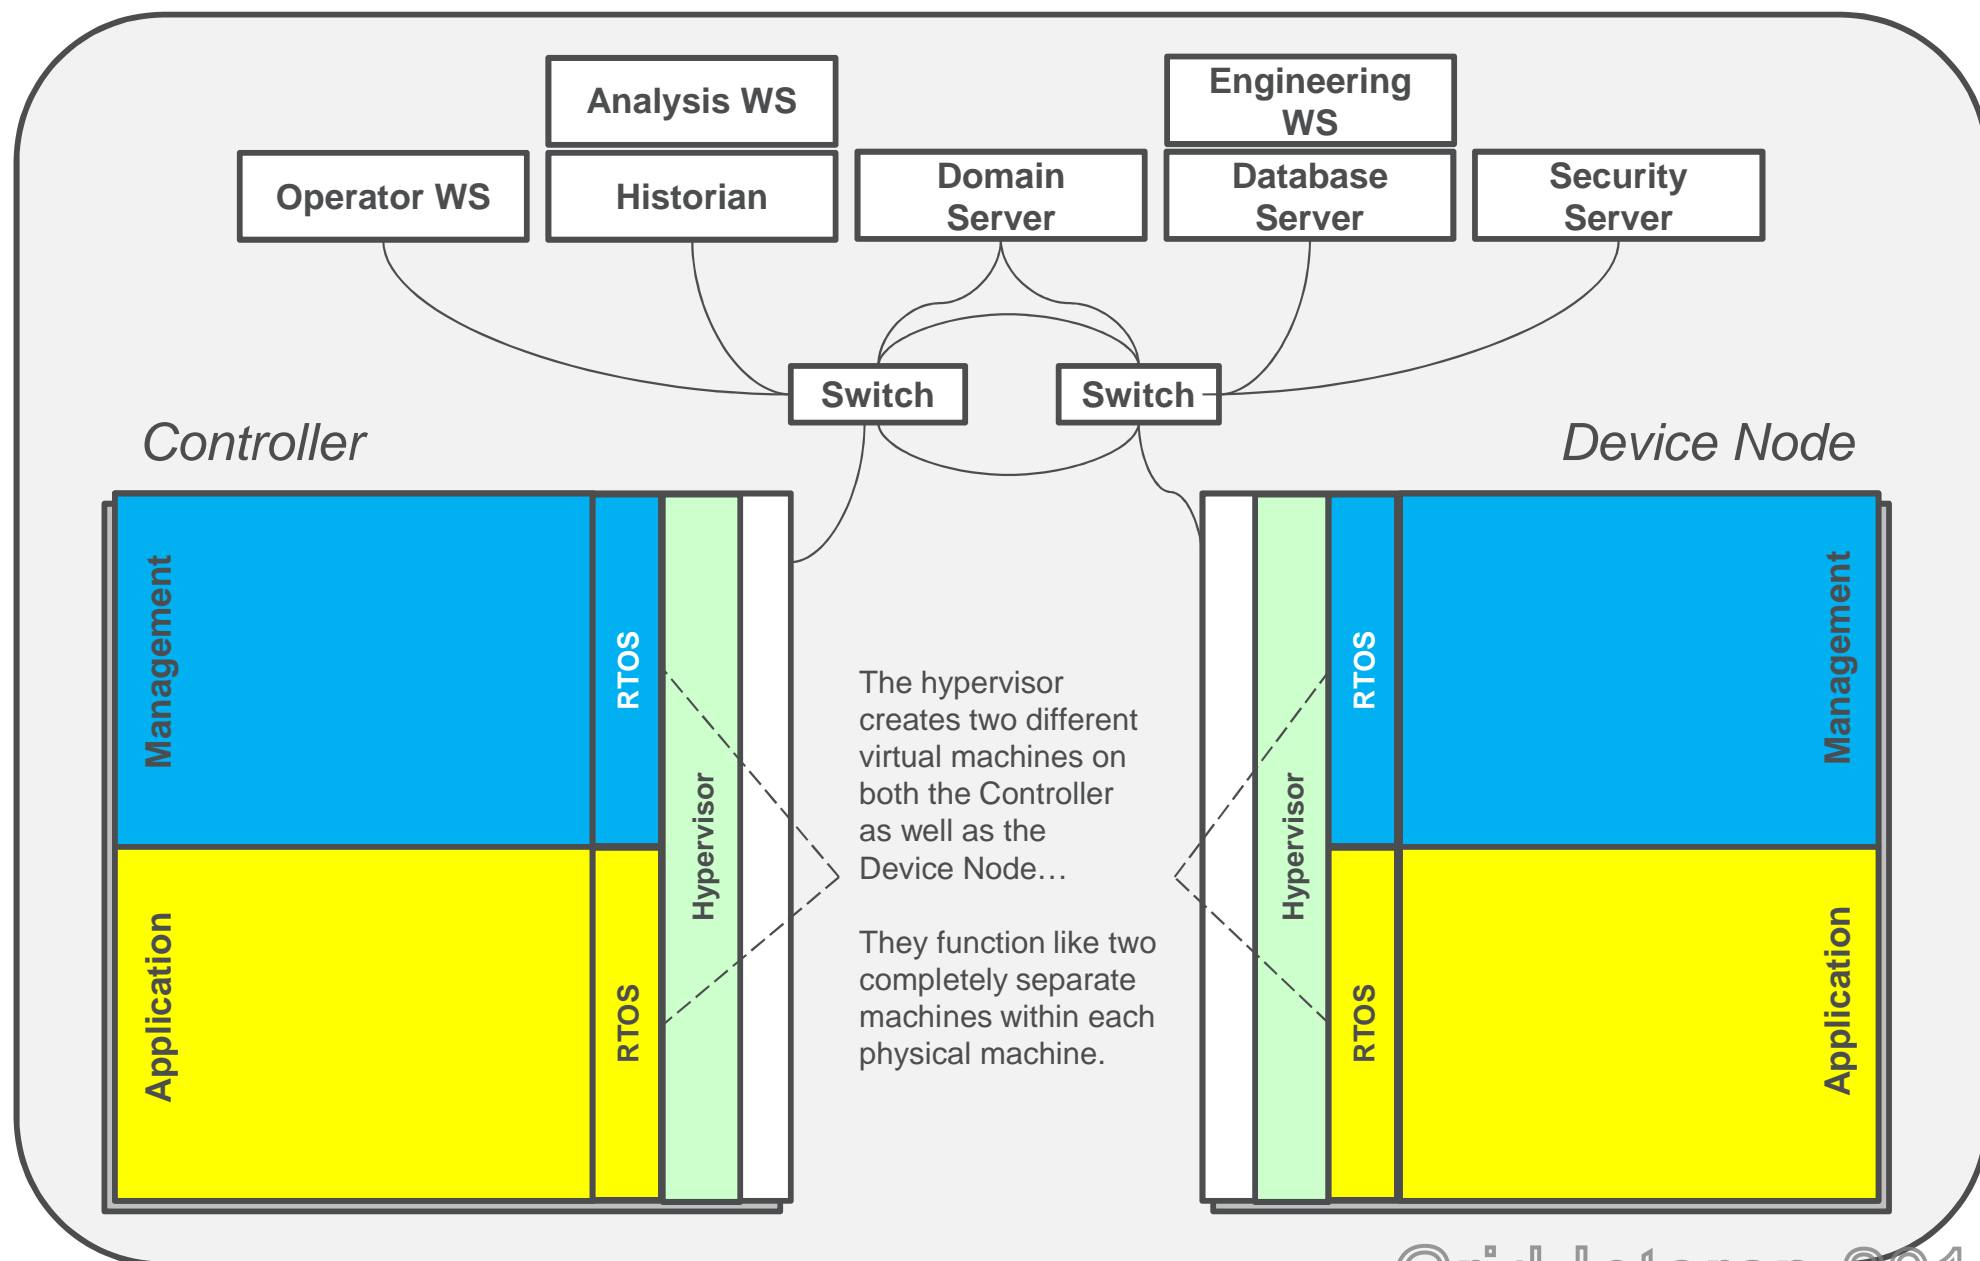 Analysis WS
Engineering
WS
Operator WS
Historian
Domain
Server
Database
Server
Security
Server
Switch
Switch
Controller
Device Node
Management
RTOS
Hypervisor
Application
RTOS
The hypervisor
creates two different
virtual machines on
both the Controller
as well as the
Device Node…
They function like two
completely separate
machines within each
physical machine.
Hypervisor
RTOS
Management
RTOS
Application